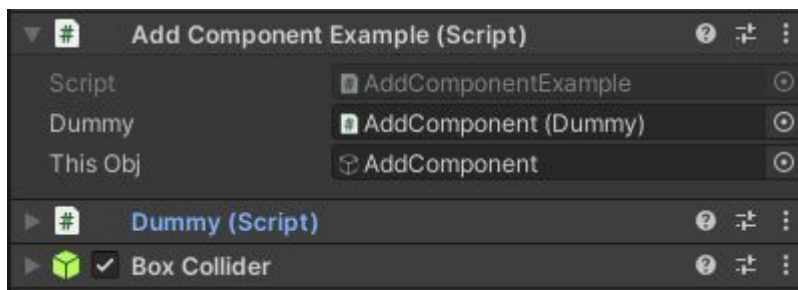 Add Component Example (Script)
Script AddComponentExample
Dummy AddComponent (Dummy)
This Obj AddComponent
Dummy (Script)
Box Collider